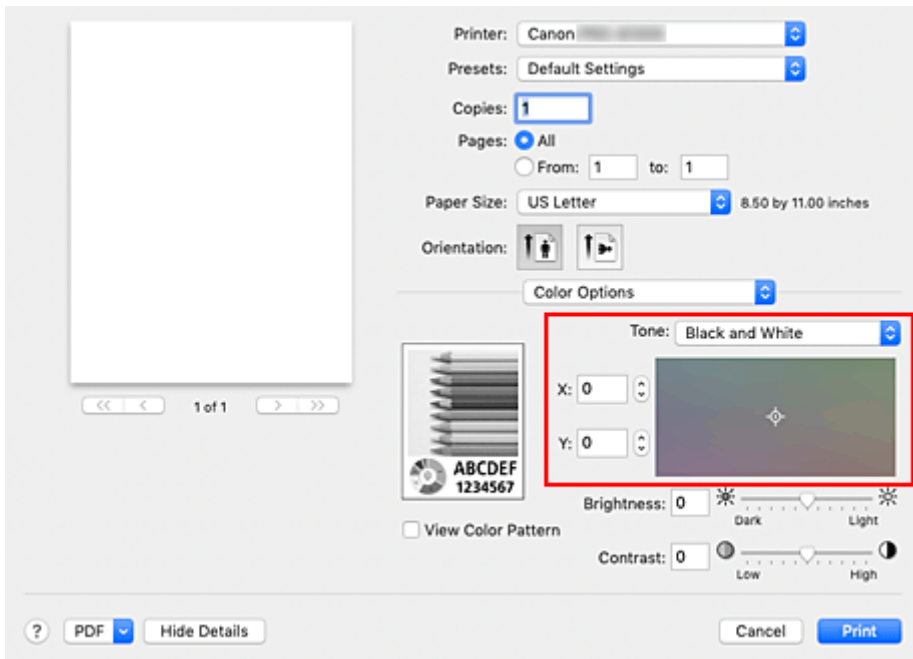 Printer: Canon
Presets: Default Settings
Copies: 1
Pages: All
From: 1 to: 1
Paper Size: US Letter 8.50 by 11.00 inches
Orientation:
Color Options
Tone: Black and White
X: 0
Y: 0
ABCDEF
1234567
1 of 1
Brightness: 0
Dark Light
View Color Pattern
Contrast: 0
Low High
? PDF Hide Details Cancel Print